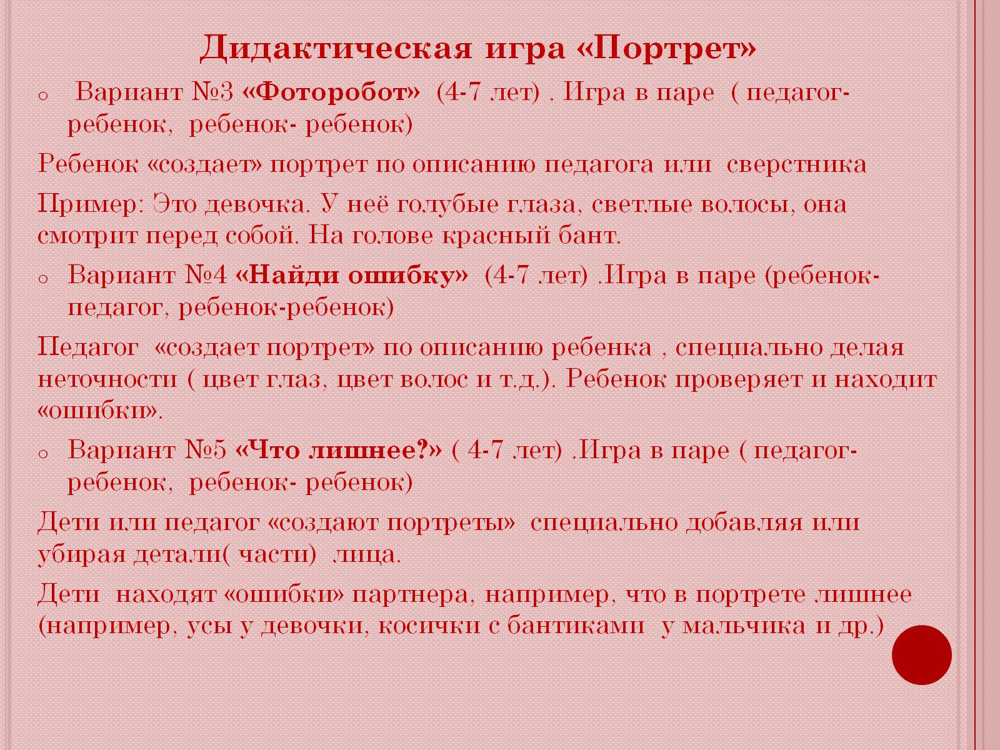 Дидактическая игра «Портрет»
o Вариант №3 «Фоторобот» (4-7 лет) . Игра в паре ( педагог-
ребенок, ребенок- ребенок)
Ребенок «создает» портрет по описанию педагога или сверстника
Пример: Это девочка. У неё голубые глаза, светлые волосы, она
смотрит перед собой. На голове красный бант.
o Вариант №4 «Найди ошибку» (4-7 лет) .Игра в паре (ребенок-
педагог, ребенок-ребенок)
Педагог «создает портрет» по описанию ребенка , специально делая
неточности ( цвет глаз, цвет волос и т.д.). Ребенок проверяет и находит
«ошибки».
o Вариант №5 «Что лишнее?» ( 4-7 лет) .Игра в паре ( педагог-
ребенок, ребенок- ребенок)
Дети или педагог «создают портреты» специально добавляя или
убирая детали( части) лица.
Дети находят «ошибки» партнера, например, что в портрете лишнее
(например, усы у девочки, косички с бантиками у мальчика и др.)